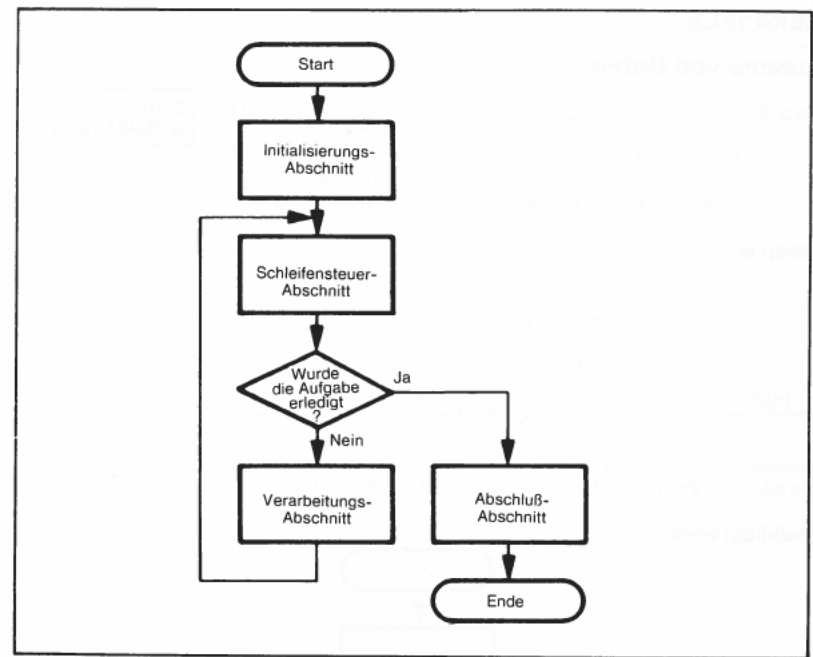 Start
Initialisierungs-
Abschnitt
Schleifensteuer-
Abschnitt
Wurde
die Aufgabe
erledigt
?
Ja
Nein
Verarbeitungs-
Abschnitt
Abschluß-
Abschnitt
Ende